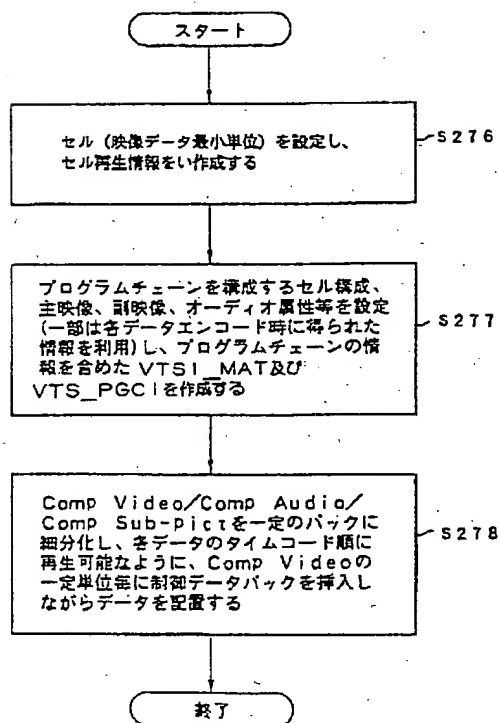 スタート
セル（映像データ最小単位）を設定し、
セル再生情報をい作成する
S276
プログラムチェーンを構成するセル構成、
主映像、副映像、オーディオ属性等を設定
(一部は各データエンコード時に得られた
情報を利用)し、プログラムチェーンの情
報を含めたVTSI_MAT及び
VTS_PGCIを作成する
S277
Comp Video/Comp Audio/
Comp Sub-pictを一定のパックに
細分化し、各データのタイムコード順に
再生可能なように、Comp Videoの
一定単位毎に制御データパックを挿入し
ながらデータを配置する
S278
終了